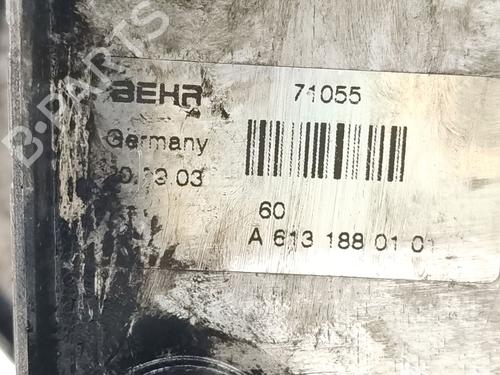 B-PARTS
BEHR 71055
Germany
60
A 613 188 01 01